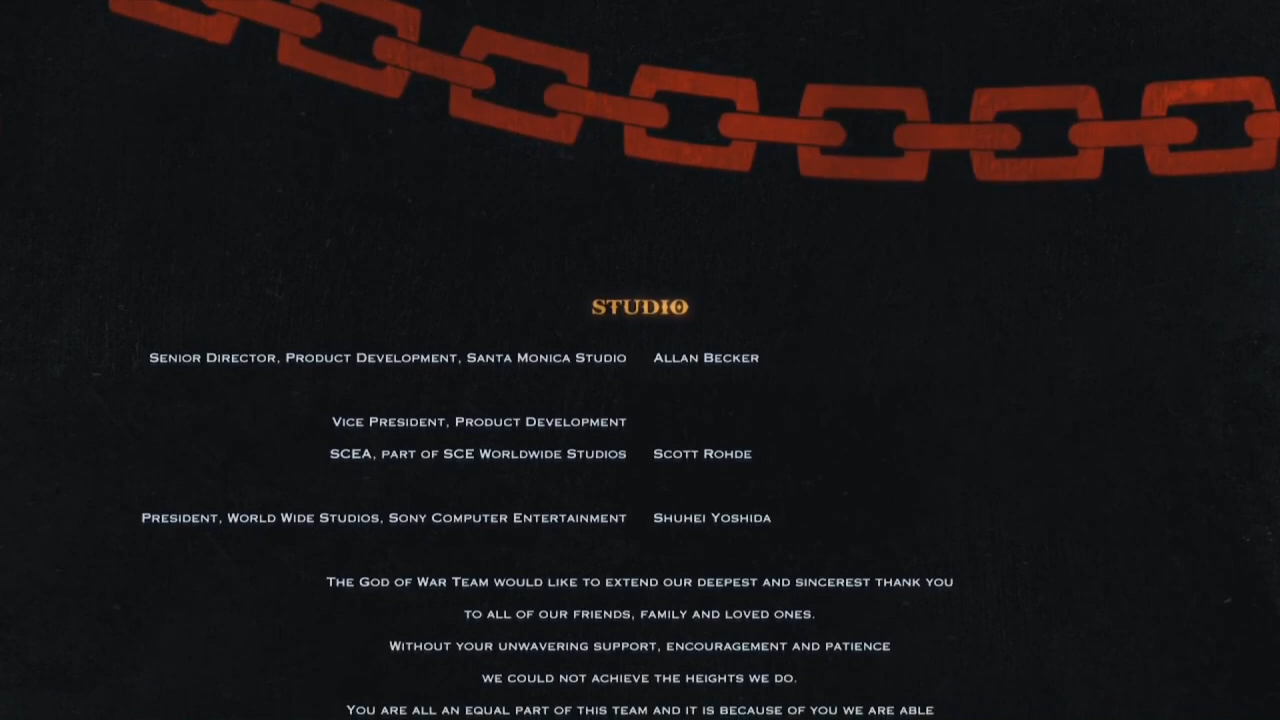 STUDIO
Senior Director, Product Development, Santa Monica Studio Allan Becker
Vice President, Product Development
SCEA, part of SCE Worldwide Studios Scott Rohde
President, World Wide Studios, Sony Computer Entertainment Shuhei Yoshida
The God of War Team would like to extend our deepest and sincerest thank you
to all of our friends, family and loved ones.
Without your unwavering support, encouragement and patience
we could not achieve the heights we do.
You are all an equal part of this team and it is because of you we are able